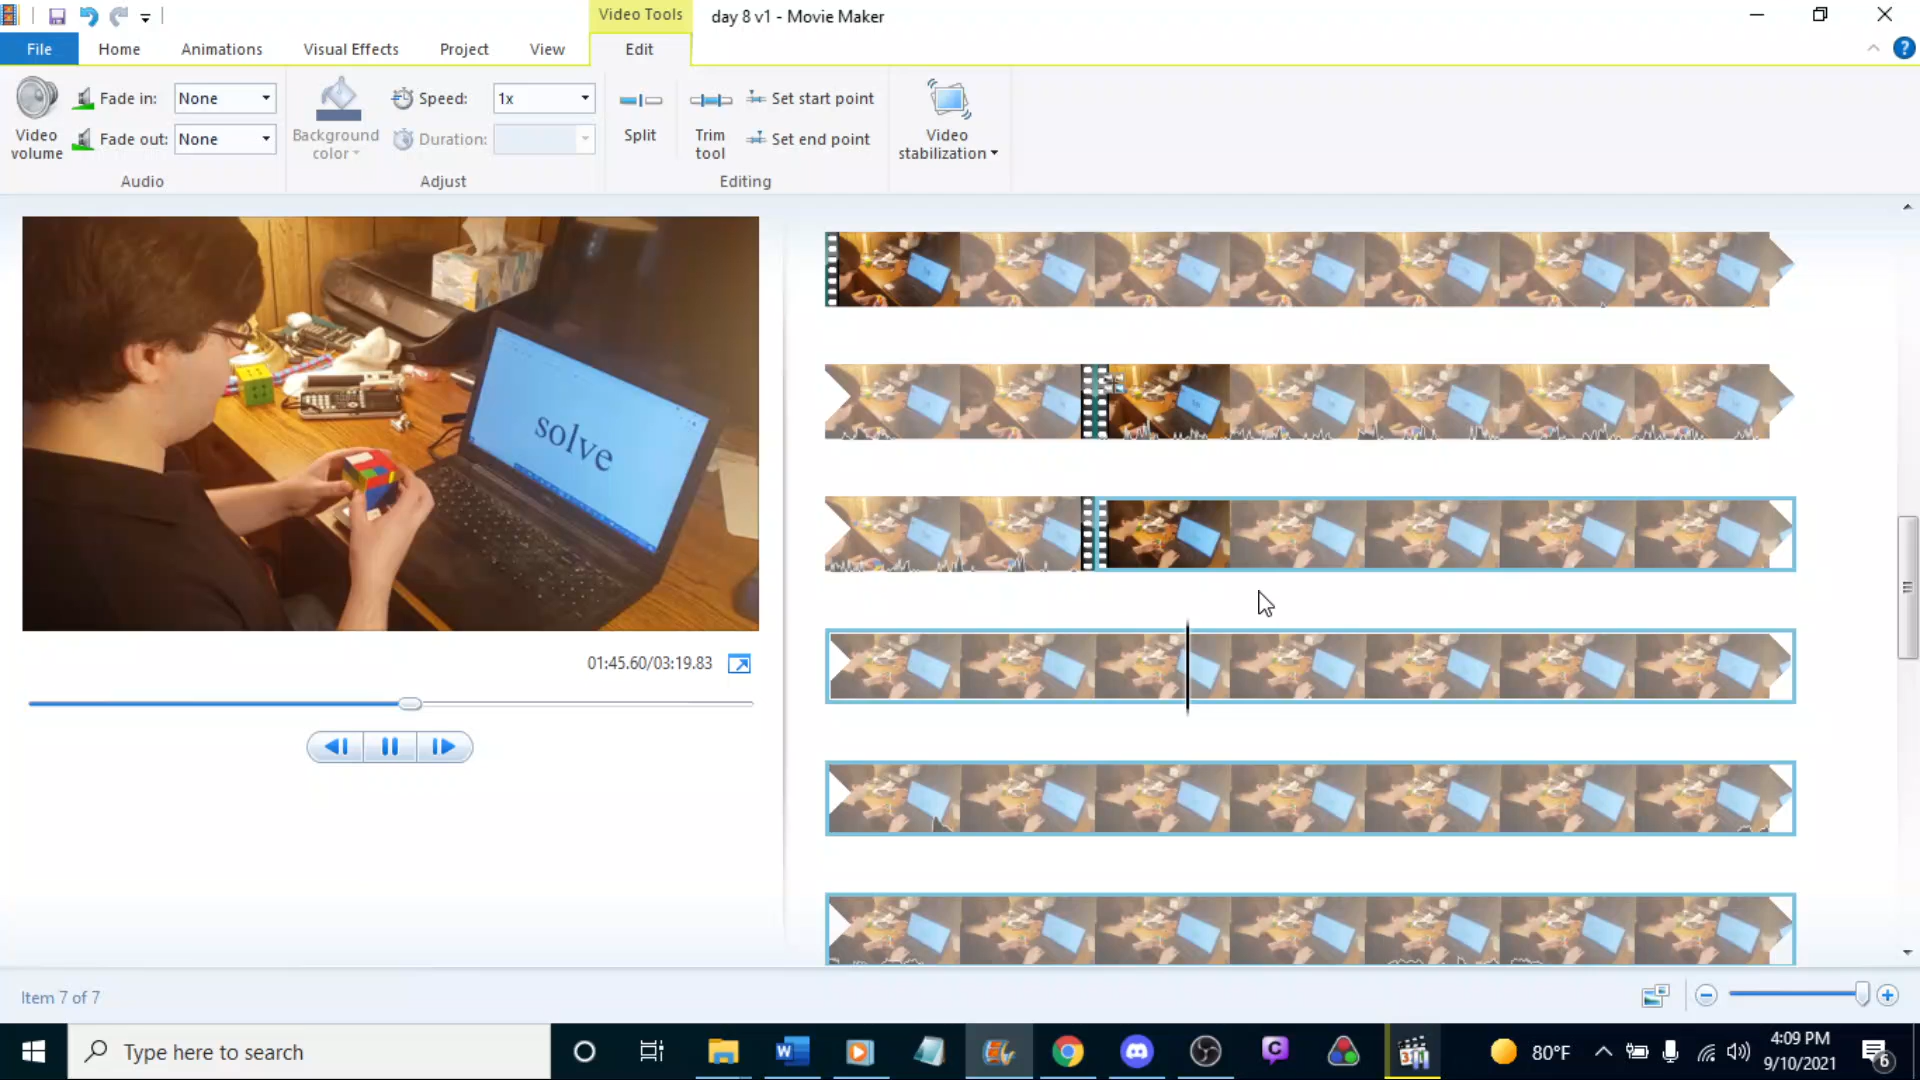 Video Tools
day 8 v1 - Movie Maker
File
Home
Animations
Visual Effects
Project
View
Edit
?
Video
volume
Fade in:
None
Fade out:
None
Audio
Background
color
Speed:
1x
Duration:
Adjust
Split
Trim
tool
Set start point
Set end point
Editing
Video
stabilization
solve
01:45.60/03:19.83
Item 7 of 7
Type here to search
80°F
4:09 PM
9/10/2021
6